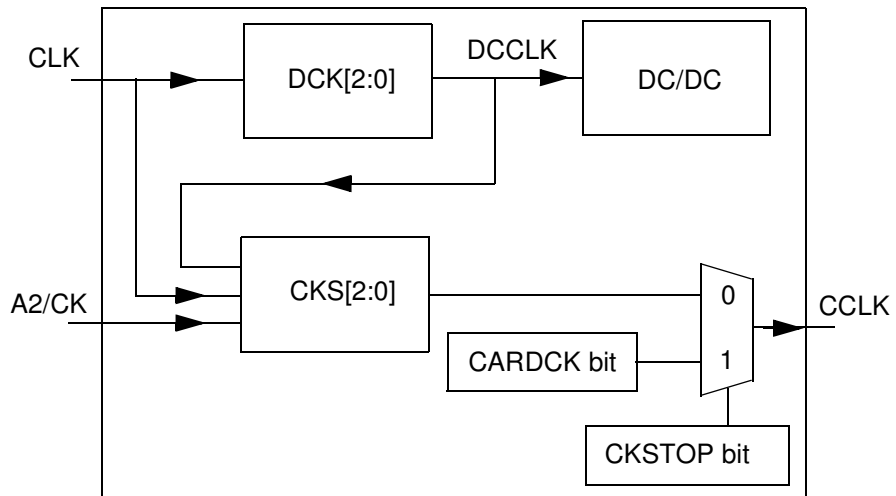 CLK
DCK[2:0]
DCCLK
DC/DC
A2/CK
CKS[2:0]
0
CCLK
CARDCK bit
1
CKSTOP bit